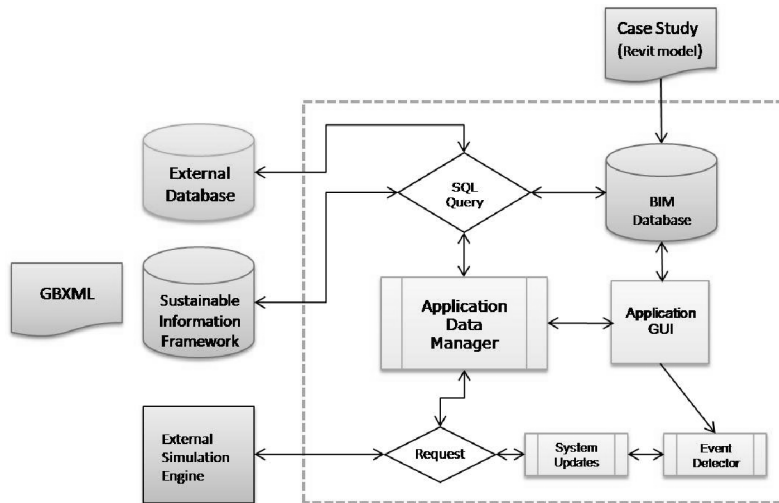 Case Study
(Revit model)
External
Database
SQL
Query
BIM
Database
GBXML
Sustainable
Information
Framework
Application
Data
Manager
Application
GUI
External
Simulation
Engine
Request
System
Updates
Event
Detector